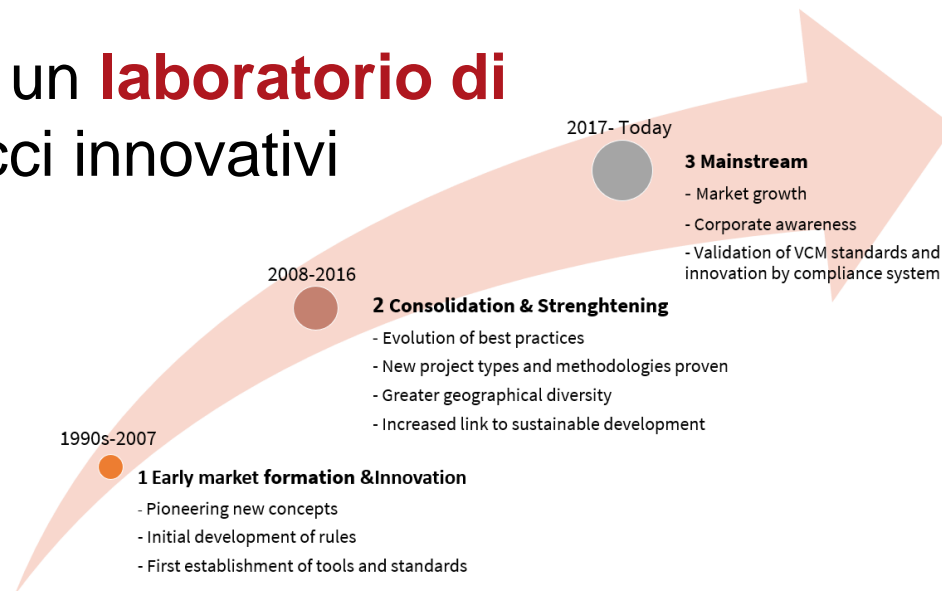 un laboratorio di
cci innovativi
2017- Today
3 Mainstream
- Market growth
- Corporate awareness
- Validation of VCM standards and
innovation by compliance system
2008-2016
2 Consolidation & Strenghtening
- Evolution of best practices
- New project types and methodologies proven
- Greater geographical diversity
- Increased link to sustainable development
1990s-2007
1 Early market formation &Innovation
- Pioneering new concepts
- Initial development of rules
- First establishment of tools and standards